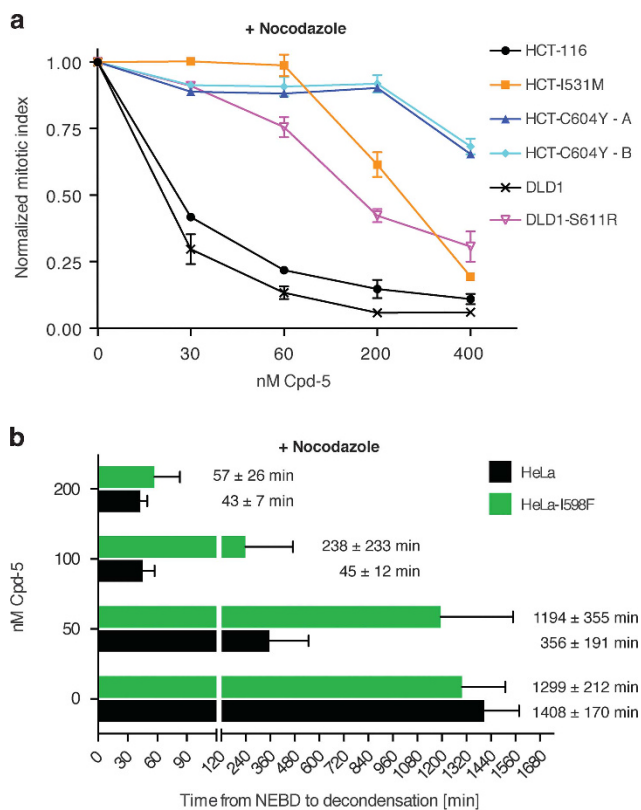 a
+ Nocodazole
Normalized mitotic index
1.00
0.75
0.50
0.25
0.00
0 30 60 200 400
nM Cpd-5
HCT-116
HCT-I531M
HCT-C604Y - A
HCT-C604Y - B
DLD1
DLD1-S611R
b
+ Nocodazole
HeLa
HeLa-I598F
nM Cpd-5
200
57 ± 26 min
43 ± 7 min
100
238 ± 233 min
45 ± 12 min
50
1194 ± 355 min
356 ± 191 min
0
1299 ± 212 min
1408 ± 170 min
0 30 60 90 120 240 360 480 600 720 840 960 1080 1200 1320 1440 1560 1680
Time from NEBD to decondensation [min]